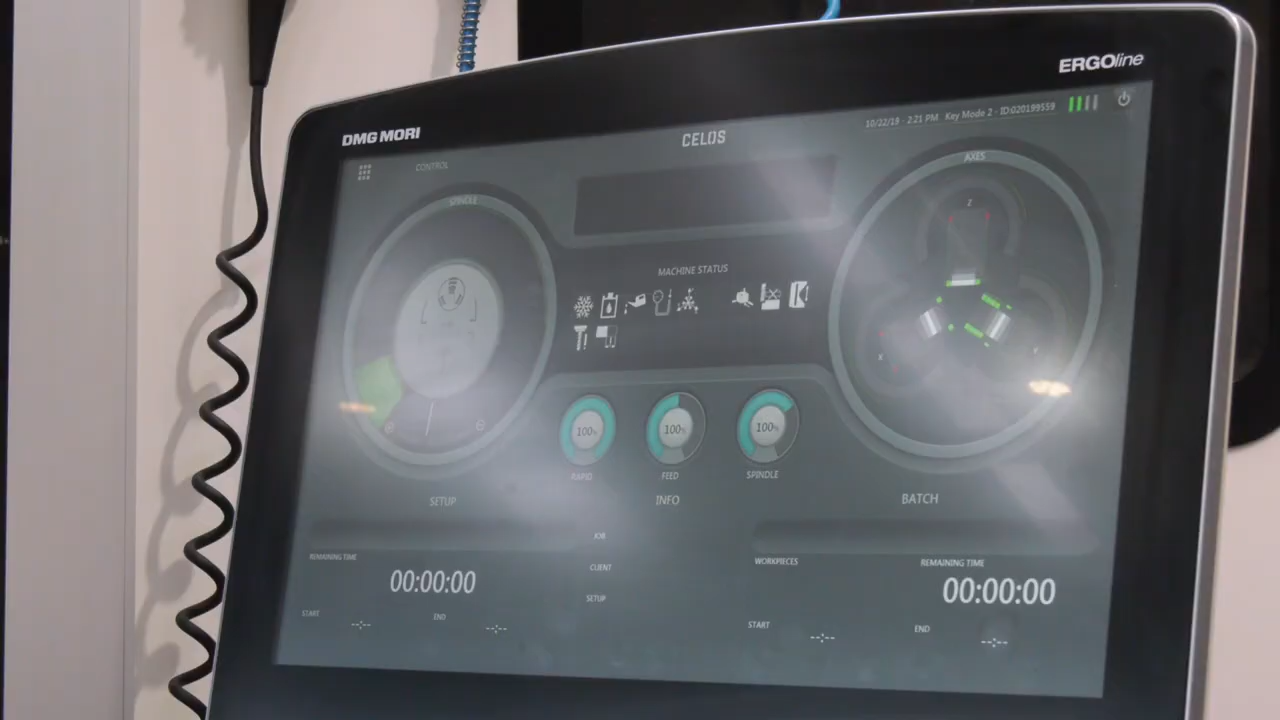 ERGOline
DMG MORI
CELOS
10/22/19 - 2:21 PM Key Mode 2 - ID:020199559
CONTROL
SPINDLE
AXES
Z
X
MACHINE STATUS
100%
100%
100%
RAPID
FEED
SPINDLE
SETUP
INFO
BATCH
JOB
REMAINING TIME
CLIENT
WORKPIECES
REMAINING TIME
00:00:00
00:00:00
SETUP
START
END
START
END
--:--
--:--
--:--
--:--